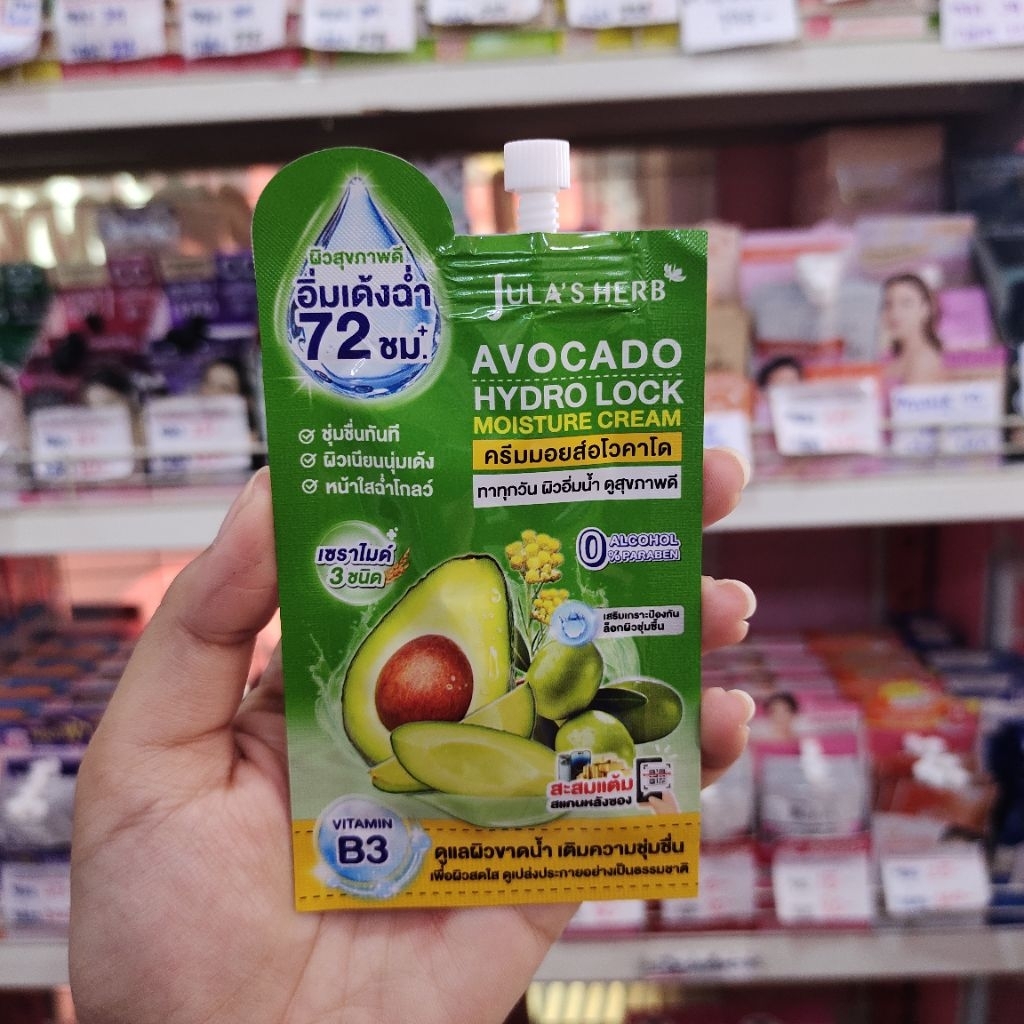 ผิวสุขภาพดี
อิ่มเด้งฉ่ำ
72 ชม.+
JULA'S HERB
AVOCADO
HYDRO LOCK
MOISTURE CREAM
ครีมมอยส์อโวคาโด
ทาทุกวัน ผิวอิ่มน้ำ ดูสุขภาพดี
ชุ่มชื่นทันที
ผิวเนียนนุ่มเด้ง
หน้าใสฉ่ำโกลว์
เซราไมด์
3 ชนิด
0% ALCOHOL
PARABEN
เสริมเกราะป้องกัน
ล็อกผิวชุ่มชื้น
สะสมแต้ม
สแกนหลังซอง
VITAMIN
B3
ดูแลผิวขาดน้ำ เติมความชุ่มชื่น
เพื่อผิวสดใส ดูเปล่งประกายอย่างเป็นธรรมชาติ